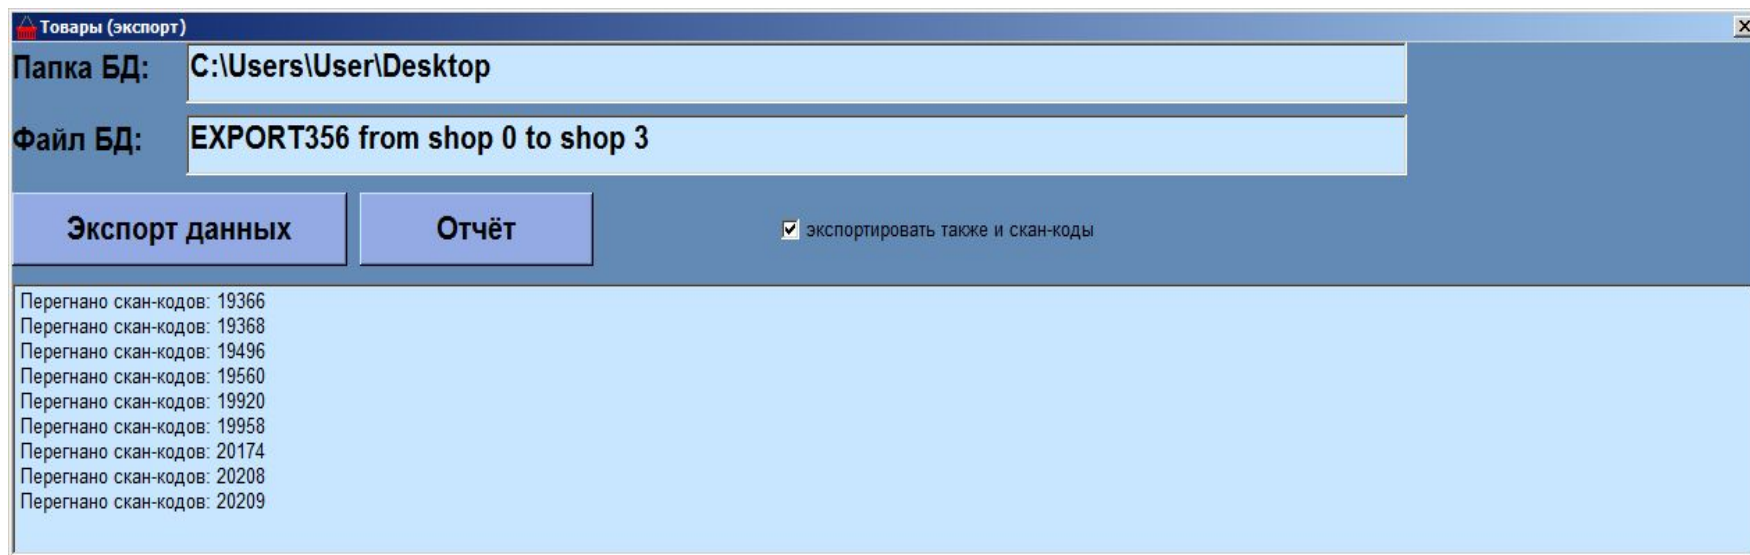 Товары (экспорт)
Папка БД: C:\Users\User\Desktop
Файл БД: EXPORT356 from shop 0 to shop 3
Экспорт данных Отчёт экспортировать также и скан-коды
Перегнано скан-кодов: 19366
Перегнано скан-кодов: 19368
Перегнано скан-кодов: 19496
Перегнано скан-кодов: 19560
Перегнано скан-кодов: 19920
Перегнано скан-кодов: 19958
Перегнано скан-кодов: 20174
Перегнано скан-кодов: 20208
Перегнано скан-кодов: 20209